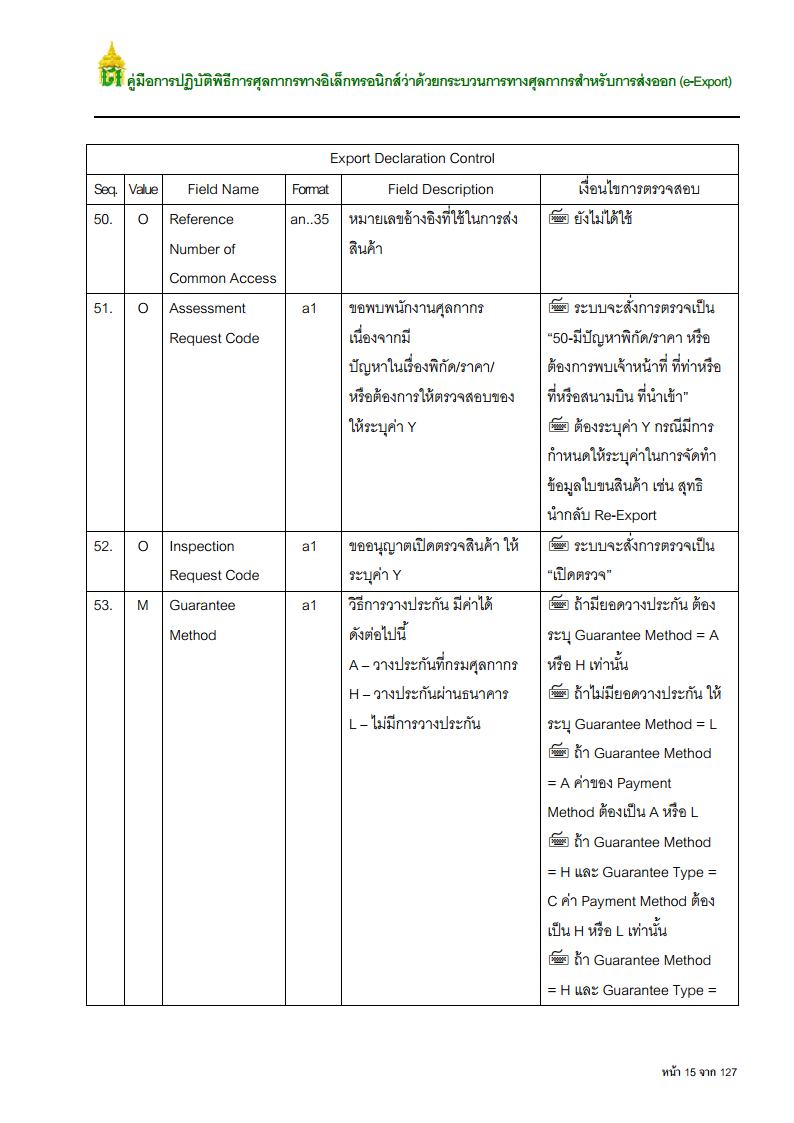 คู่มือการปฏิบัติพิธีการศุลกากรทางอิเล็กทรอนิกส์ว่าด้วยกระบวนการทางศุลกากรสำหรับการส่งออก (e-Export)
Export Declaration Control
Seq. Value Field Name Format Field Description เงื่อนไขการตรวจสอบ
50. O Reference an..35 หมายเลขอ้างอิงที่ใช้ในการส่ง ยังไม่ได้ใช้
Number of สินค้า
Common Access
51. O Assessment a1 ขอพบพนักงานศุลกากร ระบบจะสั่งการตรวจเป็น
Request Code เนื่องจากมี “50-มีปัญหาพิกัด/ราคา หรือ
ปัญหาในเรื่องพิกัด/ราคา/ ต้องการพบเจ้าหน้าที่ ที่ท่าหรือ
หรือต้องการให้ตรวจสอบของ ที่หรือสนามบิน ที่นำเข้า”
ให้ระบุค่า Y ต้องระบุค่า Y กรณีมีการ
กำหนดให้ระบุค่าในการจัดทำ
ข้อมูลใบขนสินค้า เช่น สุทธิ
นำกลับ Re-Export
52. O Inspection a1 ขออนุญาตเปิดตรวจสินค้า ให้ ระบบจะสั่งการตรวจเป็น
Request Code ระบุค่า Y “เปิดตรวจ”
53. M Guarantee a1 วิธีการวางประกัน มีค่าได้ ถ้ามียอดวางประกัน ต้อง
Method ดังต่อไปนี้ ระบุ Guarantee Method = A
A – วางประกันที่กรมศุลกากร หรือ H เท่านั้น
H – วางประกันผ่านธนาคาร ถ้าไม่มียอดวางประกัน ให้
L – ไม่มีการวางประกัน ระบุ Guarantee Method = L
ถ้า Guarantee Method
= A ค่าของ Payment
Method ต้องเป็น A หรือ L
ถ้า Guarantee Method
= H และ Guarantee Type =
C ค่า Payment Method ต้อง
เป็น H หรือ L เท่านั้น
ถ้า Guarantee Method
= H และ Guarantee Type =
หน้า 15 จาก 127